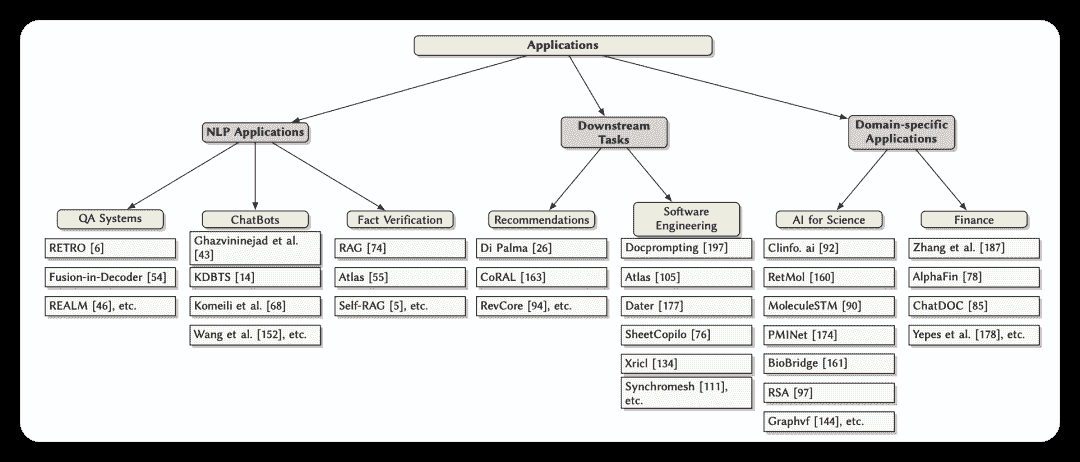 Applications
NLP Applications
Downstream
Tasks
Domain-specific
Applications
QA Systems
RETRO [6]
Fusion-in-Decoder [54]
REALM [46], etc.
ChatBots
Ghazvininejad et al.
[43]
KDBTS [14]
Komeili et al. [68]
Wang et al. [152], etc.
Fact Verification
RAG [74]
Atlas [55]
Self-RAG [5], etc.
Recommendations
Di Palma [26]
CoRAL [163]
RevCore [94], etc.
Software
Engineering
Docprompting [197]
Atlas [105]
Dater [177]
SheetCopilo [76]
Xricl [134]
Synchromesh [111],
etc.
AI for Science
Clinfo. ai [92]
RetMol [160]
MoleculeSTM [90]
PMINet [174]
BioBridge [161]
RSA [97]
Graphvf [144], etc.
Finance
Zhang et al. [187]
AlphaFin [78]
ChatDOC [85]
Yepes et al. [178], etc.